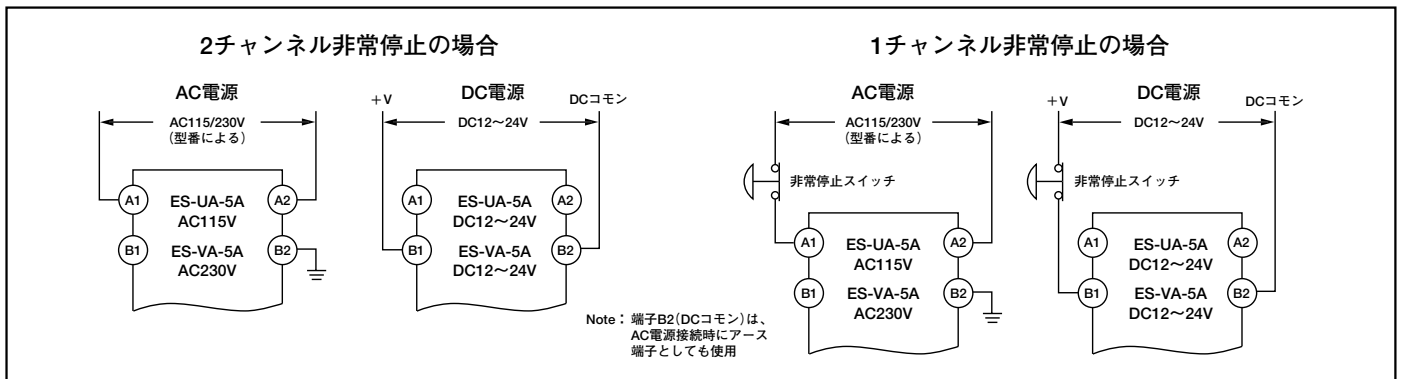 2チャンネル非常停止の場合
AC電源
AC115/230V
（型番による）
A1
A2
ES-UA-5A
AC115V
B1
B2
ES-VA-5A
AC230V
+V
DC電源
DCコモン
DC12〜24V
A1
A2
ES-UA-5A
DC12〜24V
B1
B2
ES-VA-5A
DC12〜24V
1チャンネル非常停止の場合
AC電源
AC115/230V
（型番による）
非常停止スイッチ
A1
A2
ES-UA-5A
AC115V
B1
B2
ES-VA-5A
AC230V
Note：端子B2（DCコモン）は、
AC電源接続時にアース
端子としても使用
+V
DC電源
DCコモン
DC12〜24V
非常停止スイッチ
A1
A2
ES-UA-5A
DC12〜24V
B1
B2
ES-VA-5A
DC12〜24V